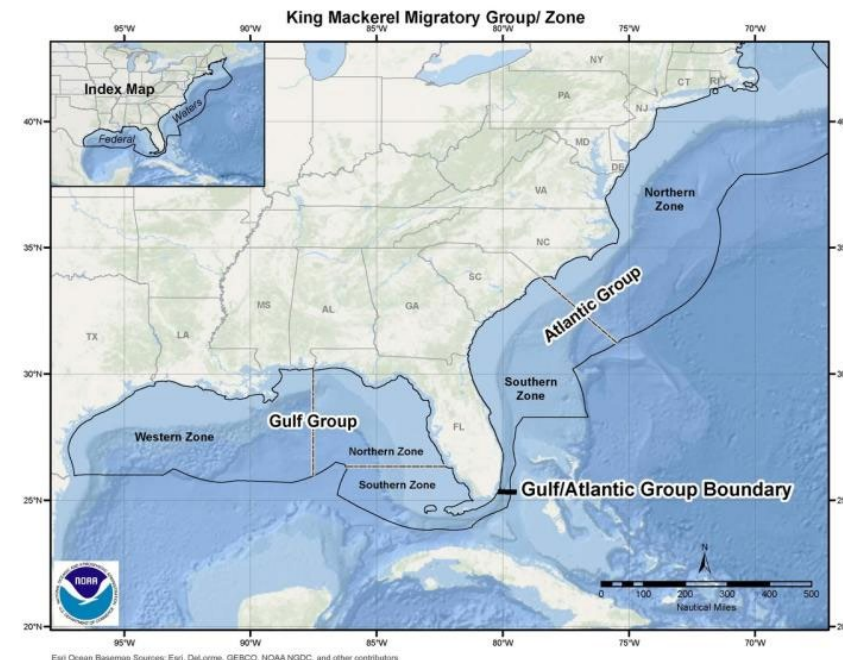 King Mackerel Migratory Group/ Zone
95°W 90°W 85°W 80°W 75°W 70°W
Index Map
Federal
Waters
NY
CT RI
PA
NJ
40°N
MD
DE
VA
Northern
Zone
35°N
NC
SC
MS AL GA
TX LA
Atlantic Group
30°N
Southern
Zone
FL
Gulf Group
Western Zone
Northern Zone
Southern Zone
25°N
Gulf/Atlantic Group Boundary
N
0 100 200 300 400 500
Nautical Miles
NOAA
20°N
95°W 90°W 85°W 80°W 75°W 70°W
Esri Ocean Basemap Sources: Esri, DeLorme, GEBCO, NOAA NGDC, and other contributors